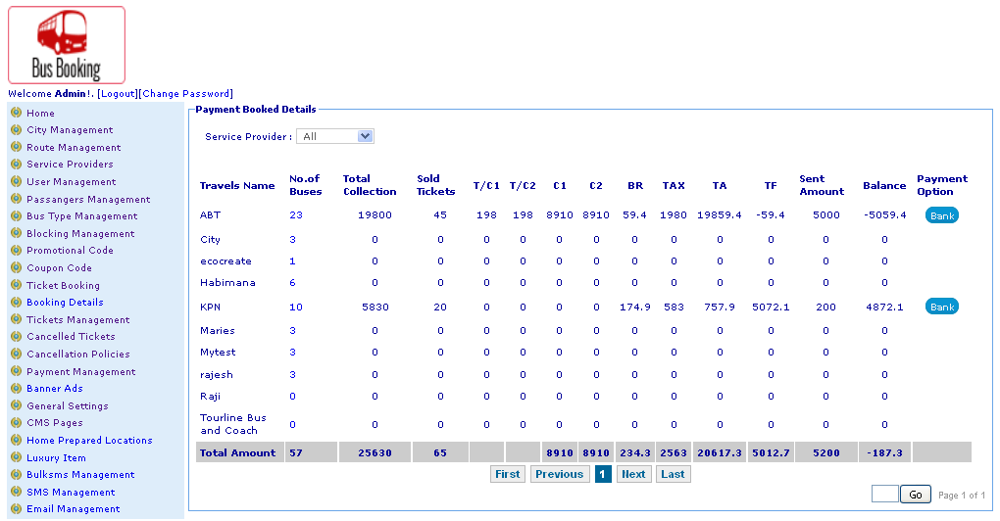 Bus Booking
Welcome Admin!. [Logout][Change Password]
Home
City Management
Route Management
Service Providers
User Management
Passangers Management
Bus Type Management
Blocking Management
Promotional Code
Coupon Code
Ticket Booking
Booking Details
Tickets Management
Cancelled Tickets
Cancellation Policies
Payment Management
Banner Ads
General Settings
CMS Pages
Home Prepared Locations
Luxury Item
Bulksms Management
SMS Management
Email Management
Payment Booked Details
Service Provider : All
Travels Name No.of Buses Total Collection Sold Tickets T/C1 T/C2 C1 C2 BR TAX TA TF Sent Amount Balance Payment Option
ABT 23 19800 45 198 198 8910 8910 59.4 1980 19859.4 -59.4 5000 -5059.4 Bank
City 3 0 0 0 0 0 0 0 0 0 0 0 0
ecocreate 1 0 0 0 0 0 0 0 0 0 0 0 0
Habimana 6 0 0 0 0 0 0 0 0 0 0 0 0
KPN 10 5830 20 0 0 0 0 174.9 583 757.9 5072.1 200 4872.1 Bank
Maries 3 0 0 0 0 0 0 0 0 0 0 0 0
Mytest 3 0 0 0 0 0 0 0 0 0 0 0 0
rajesh 3 0 0 0 0 0 0 0 0 0 0 0 0
Raji 0 0 0 0 0 0 0 0 0 0 0 0 0
Tourline Bus and Coach 0 0 0 0 0 0 0 0 0 0 0 0 0
Total Amount 57 25630 65 8910 8910 234.3 2563 20617.3 5012.7 5200 -187.3
First Previous 1 Next Last
Go Page 1 of 1